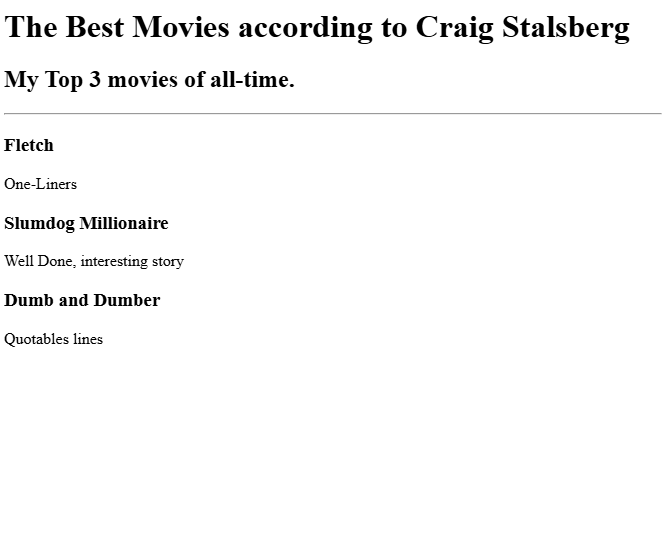 The Best Movies according to Craig Stalsberg
My Top 3 movies of all-time.
Fletch
One-Liners
Slumdog Millionaire
Well Done, interesting story
Dumb and Dumber
Quotables lines